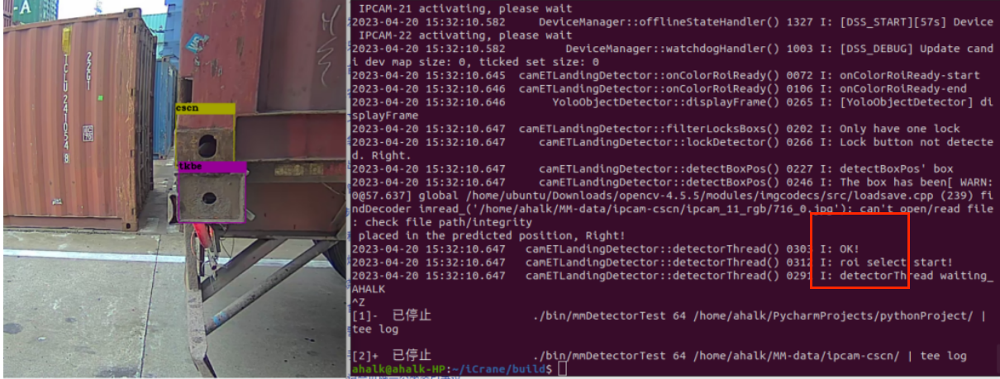 -A
22G1
TCLU 241054 8
cscn
tkbe
IPCAM-21 activating, please wait
2023-04-20 15:32:10.582 DeviceManager::offlineStateHandler() 1327 I: [DSS_START][57s] Device
IPCAM-22 activating, please wait
2023-04-20 15:32:10.582 DeviceManager::watchdogHandler() 1003 I: [DSS_DEBUG] Update cand
i dev map size: 0, ticked set size: 0
2023-04-20 15:32:10.645 camETLandingDetector::onColorRoiReady() 0072 I: onColorRoiReady-start
2023-04-20 15:32:10.646 camETLandingDetector::onColorRoiReady() 0106 I: onColorRoiReady-end
2023-04-20 15:32:10.646 YoloObjectDetector::displayFrame() 0265 I: [YoloObjectDetector] di
splayFrame
2023-04-20 15:32:10.647 camETLandingDetector::filterLocksBoxs() 0202 I: Only have one lock
2023-04-20 15:32:10.647 camETLandingDetector::lockDetector() 0266 I: Lock button not detecte
d. Right.
2023-04-20 15:32:10.647 camETLandingDetector::detectBoxPos() 0227 I: detectBoxPos' box
2023-04-20 15:32:10.647 camETLandingDetector::detectBoxPos() 0246 I: The box has been[ WARN:
0@57.637] global /home/ubuntu/Downloads/opencv-4.5.5/modules/imgcodecs/src/loadsave.cpp (239) fi
ndDecoder imread_('/home/ahalk/MM-data/ipcam-cscn/ipcam_11_rgb/716_0.jpg'): can't open/read file
: check file path/integrity
placed in the predicted position, Right!
2023-04-20 15:32:10.647 camETLandingDetector::detectorThread() 0303 I: OK!
2023-04-20 15:32:10.647 camETLandingDetector::detectorThread() 0312 I: roi select start!
2023-04-20 15:32:10.647 camETLandingDetector::detectorThread() 0291 I: detectorThread waiting_
AHALK
^Z
[1]- 已停止 ./bin/mmDetectorTest 64 /home/ahalk/PycharmProjects/pythonProject/ |
tee log
[2]+ 已停止 ./bin/mmDetectorTest 64 /home/ahalk/MM-data/ipcam-cscn/ | tee log
ahalk@ahalk-HP:~/iCrane/build$